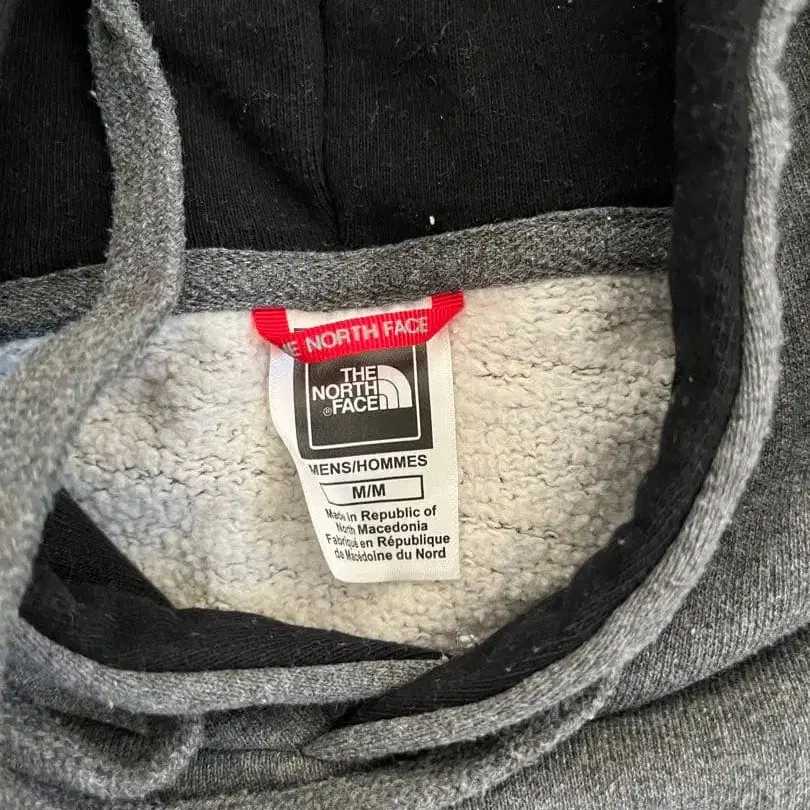 E NORTH FACE
THE
NORTH
FACE®
MENS/HOMMES
M/M
Made in Republic of
North Macedonia
Fabriqué en République
de Macédoine du Nord